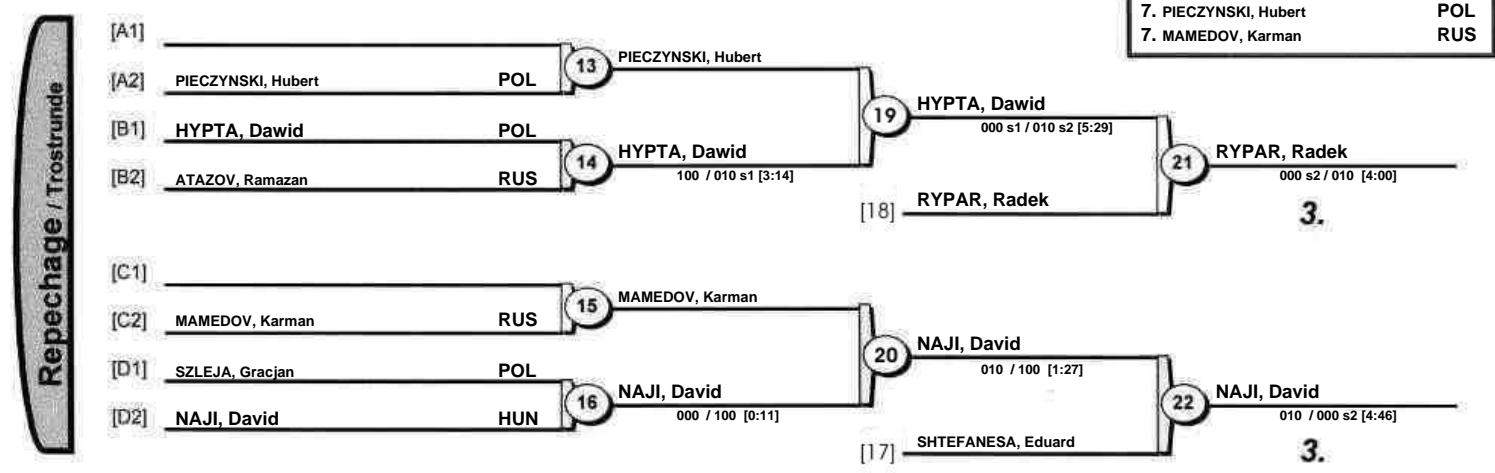 7. PIECZYNSKI, Hubert POL
7. MAMEDOV, Karman RUS
Repechage / Trostrunde
[A1]
[A2] PIECZYNSKI, Hubert POL
13 PIECZYNSKI, Hubert
[B1] HYPTA, Dawid POL
[B2] ATAZOV, Ramazan RUS
14 HYPTA, Dawid
100 / 010 s1 [3:14]
19 HYPTA, Dawid
000 s1 / 010 s2 [5:29]
[18] RYPAR, Radek
21 RYPAR, Radek
000 s2 / 010 [4:00]
3.
[C1]
[C2] MAMEDOV, Karman RUS
15 MAMEDOV, Karman
[D1] SZLEJA, Gracjan POL
[D2] NAJI, David HUN
16 NAJI, David
000 / 100 [0:11]
20 NAJI, David
010 / 100 [1:27]
[17] SHTEFANESA, Eduard
22 NAJI, David
010 / 000 s2 [4:46]
3.